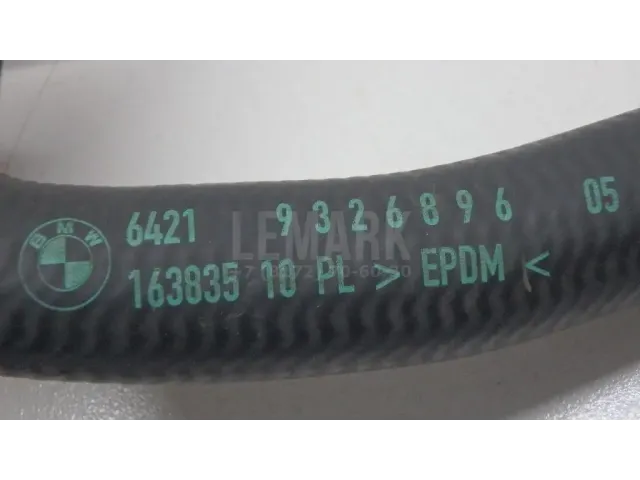 BMW
6421 9326896 05
163835 10 PL > EPDM <
LEMARK